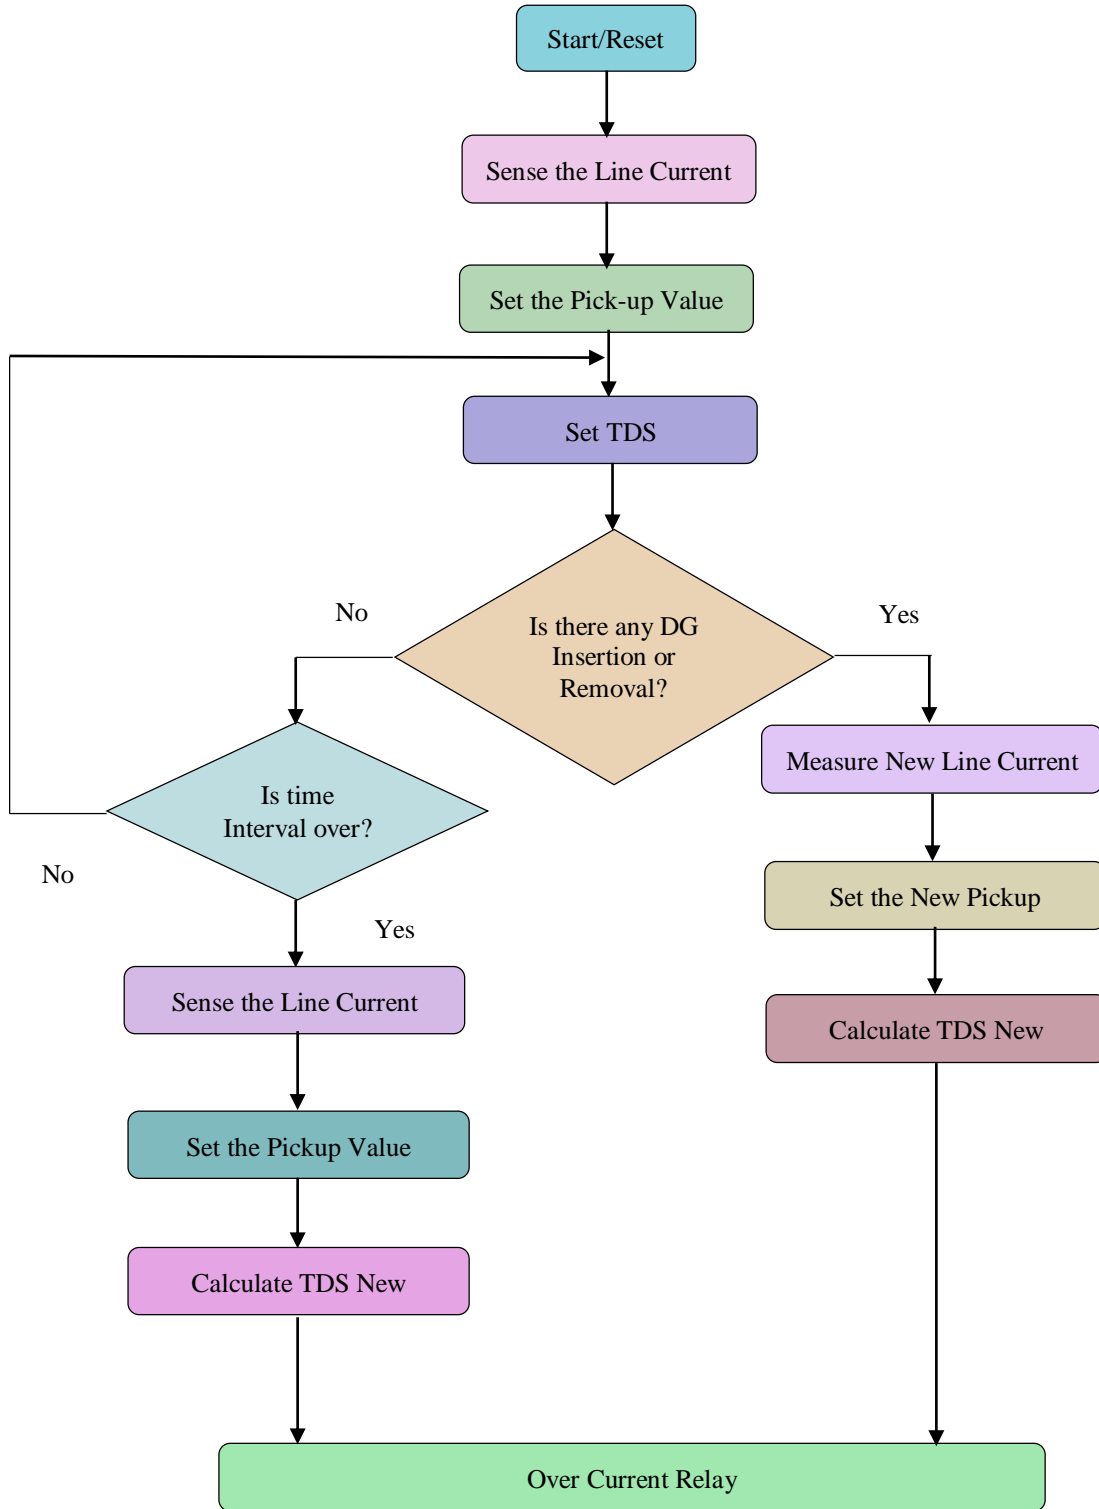 Start/Reset
Sense the Line Current
Set the Pick-up Value
Set TDS
Is there any DG
Insertion or
Removal?
No
Yes
Is time
Interval over?
No
Yes
Measure New Line Current
Set the New Pickup
Calculate TDS New
Sense the Line Current
Set the Pickup Value
Calculate TDS New
Over Current Relay